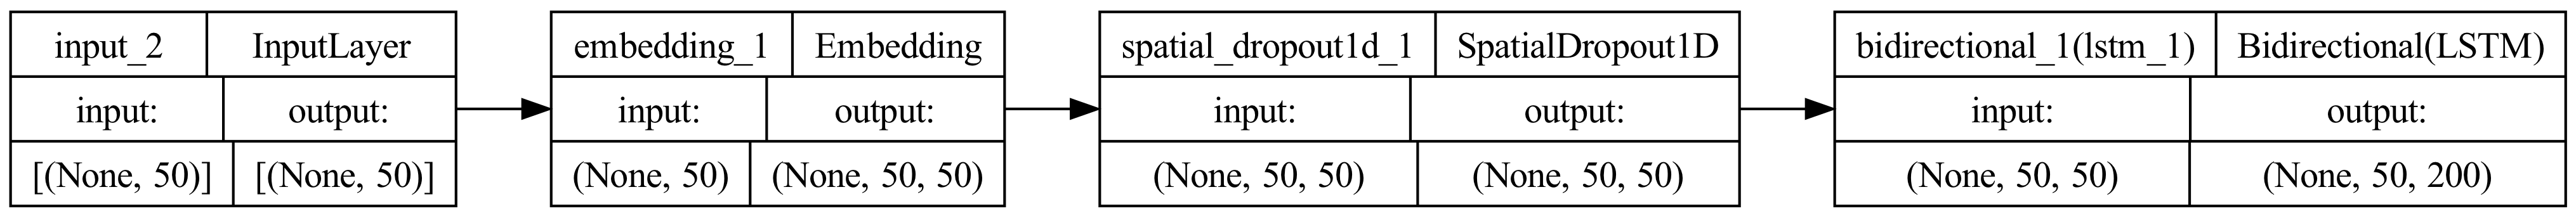 input_2 InputLayer
input: output:
[(None, 50)] [(None, 50)]
embedding_1 Embedding
input: output:
(None, 50) (None, 50, 50)
spatial_dropout1d_1 SpatialDropout1D
input: output:
(None, 50, 50) (None, 50, 50)
bidirectional_1(lstm_1) Bidirectional(LSTM)
input: output:
(None, 50, 50) (None, 50, 200)